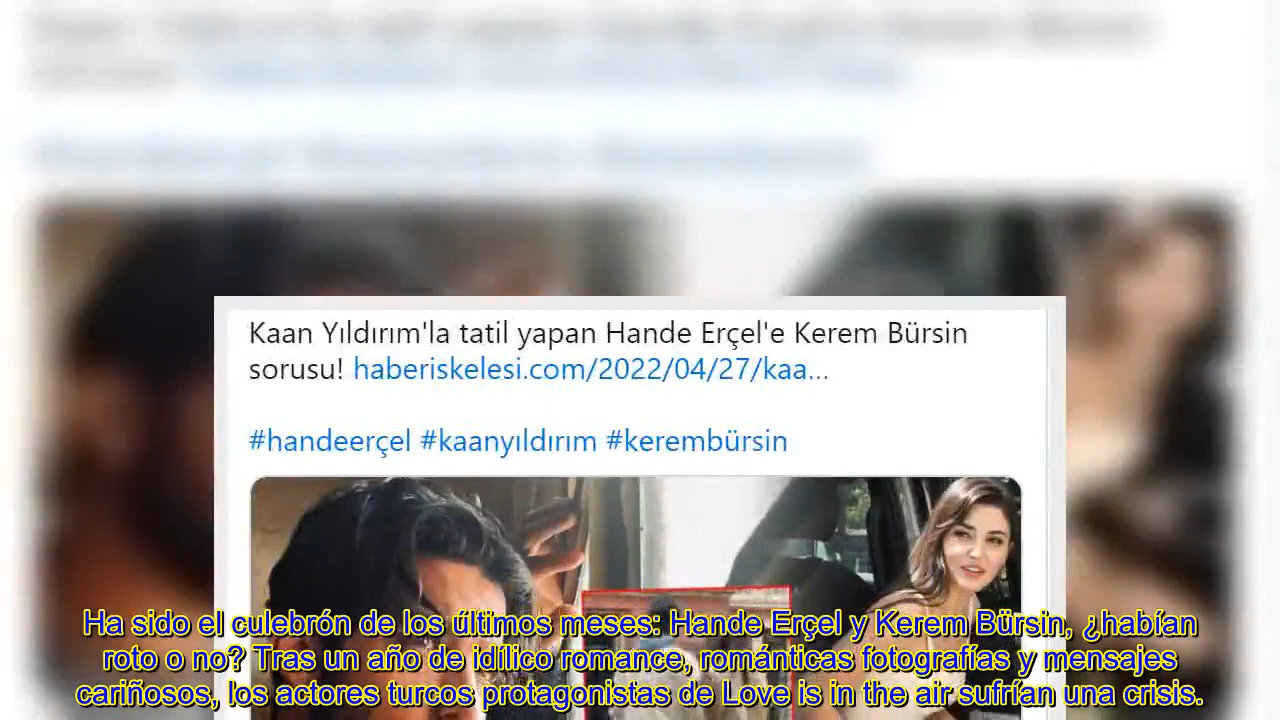 Kaan Yıldırım'la tatil yapan Hande Erçel'e Kerem Bürsin
sorusu! haberiskelesi.com/2022/04/27/kaa...
#handeerçel #kaanyıldırım #kerembürsin
Ha sido el culebrón de los últimos meses: Hande Erçel y Kerem Bürsin, ¿habían
roto o no? Tras un año de idílico romance, románticas fotografías y mensajes
cariñosos, los actores turcos protagonistas de Love is in the air sufrían una crisis.